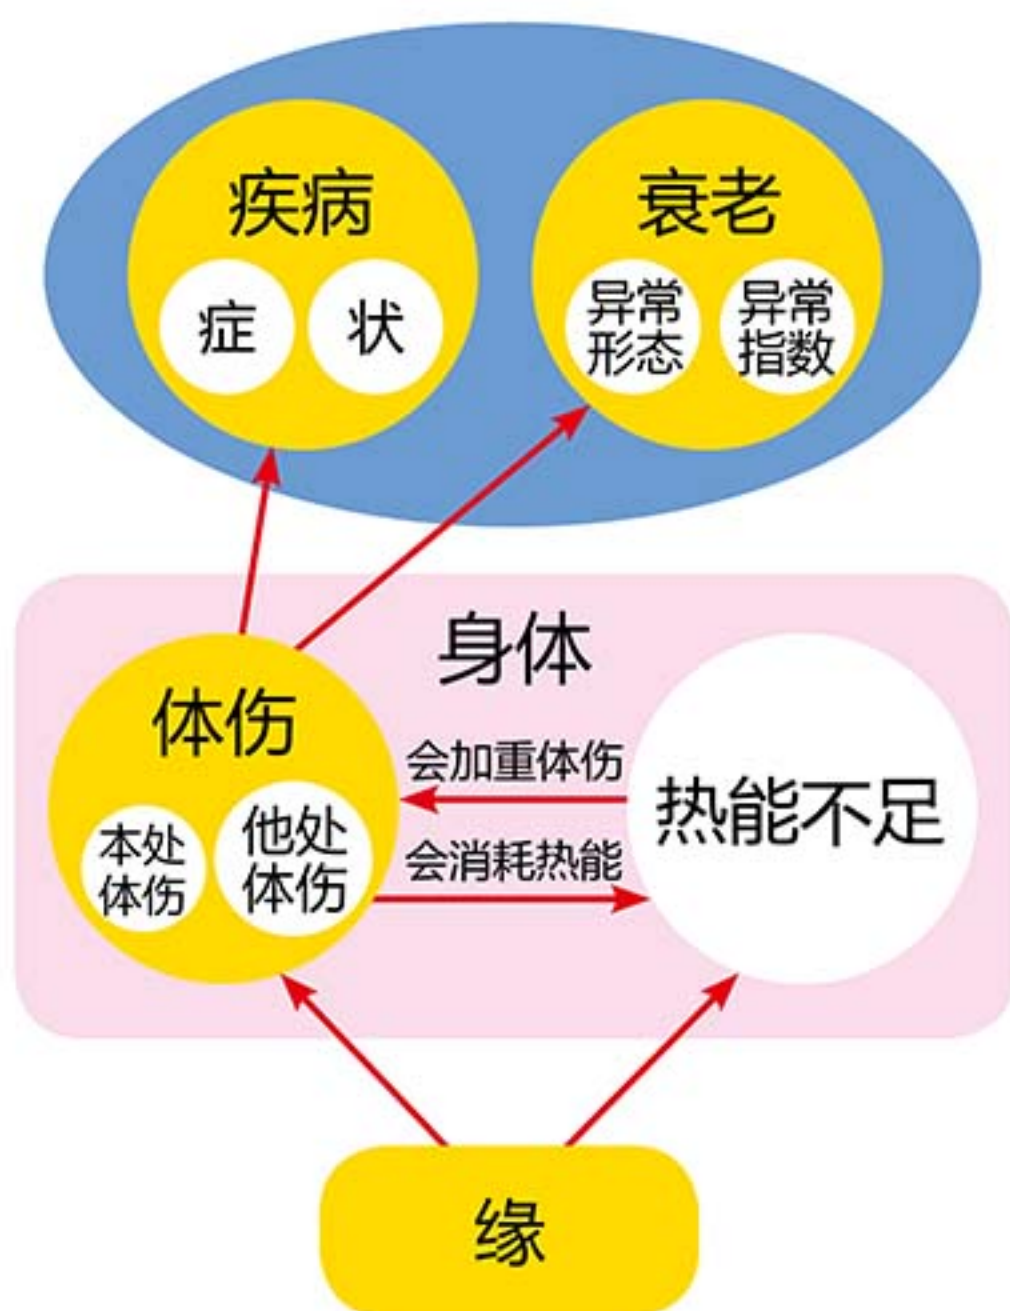 疾病
衰老
症
状
异常
形态
异常
指数
身体
体伤
会加重体伤
热能不足
本处
体伤
他处
体伤
会消耗热能
缘